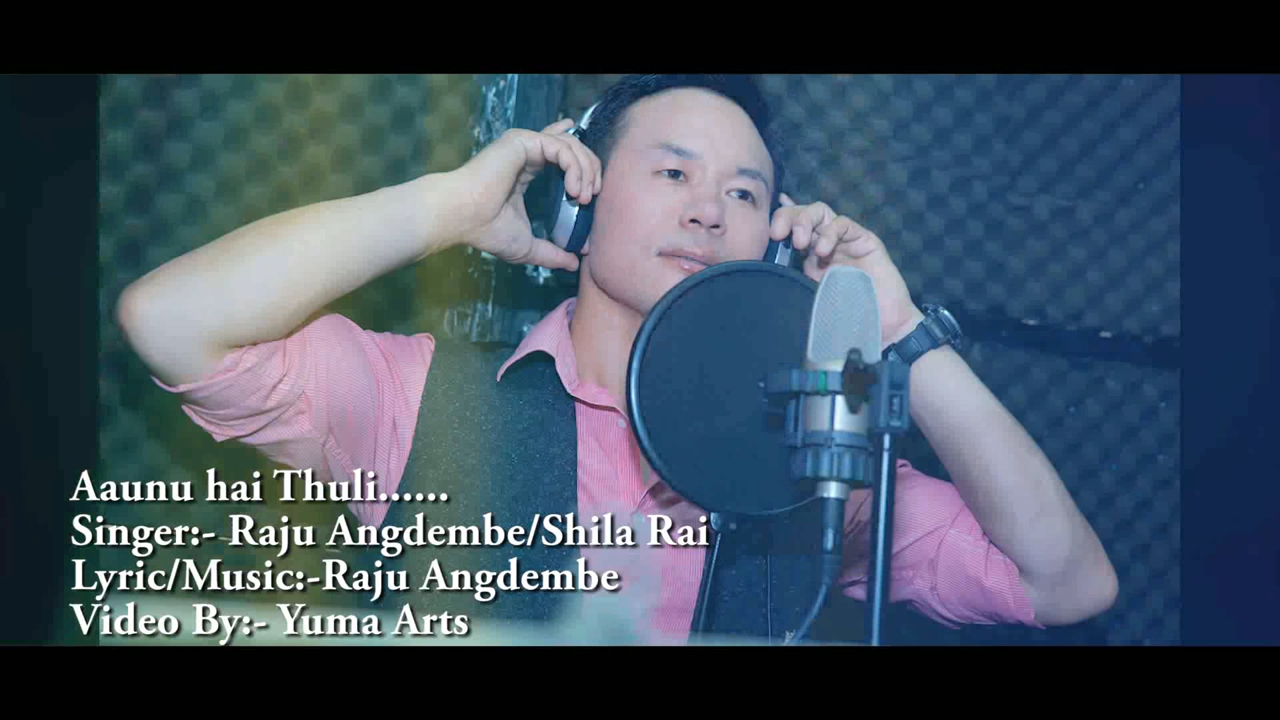 Aaunu hai Thuli......
Singer:- Raju Angdembe/Shila Rai
Lyric/Music:-Raju Angdembe
Video By:- Yuma Arts